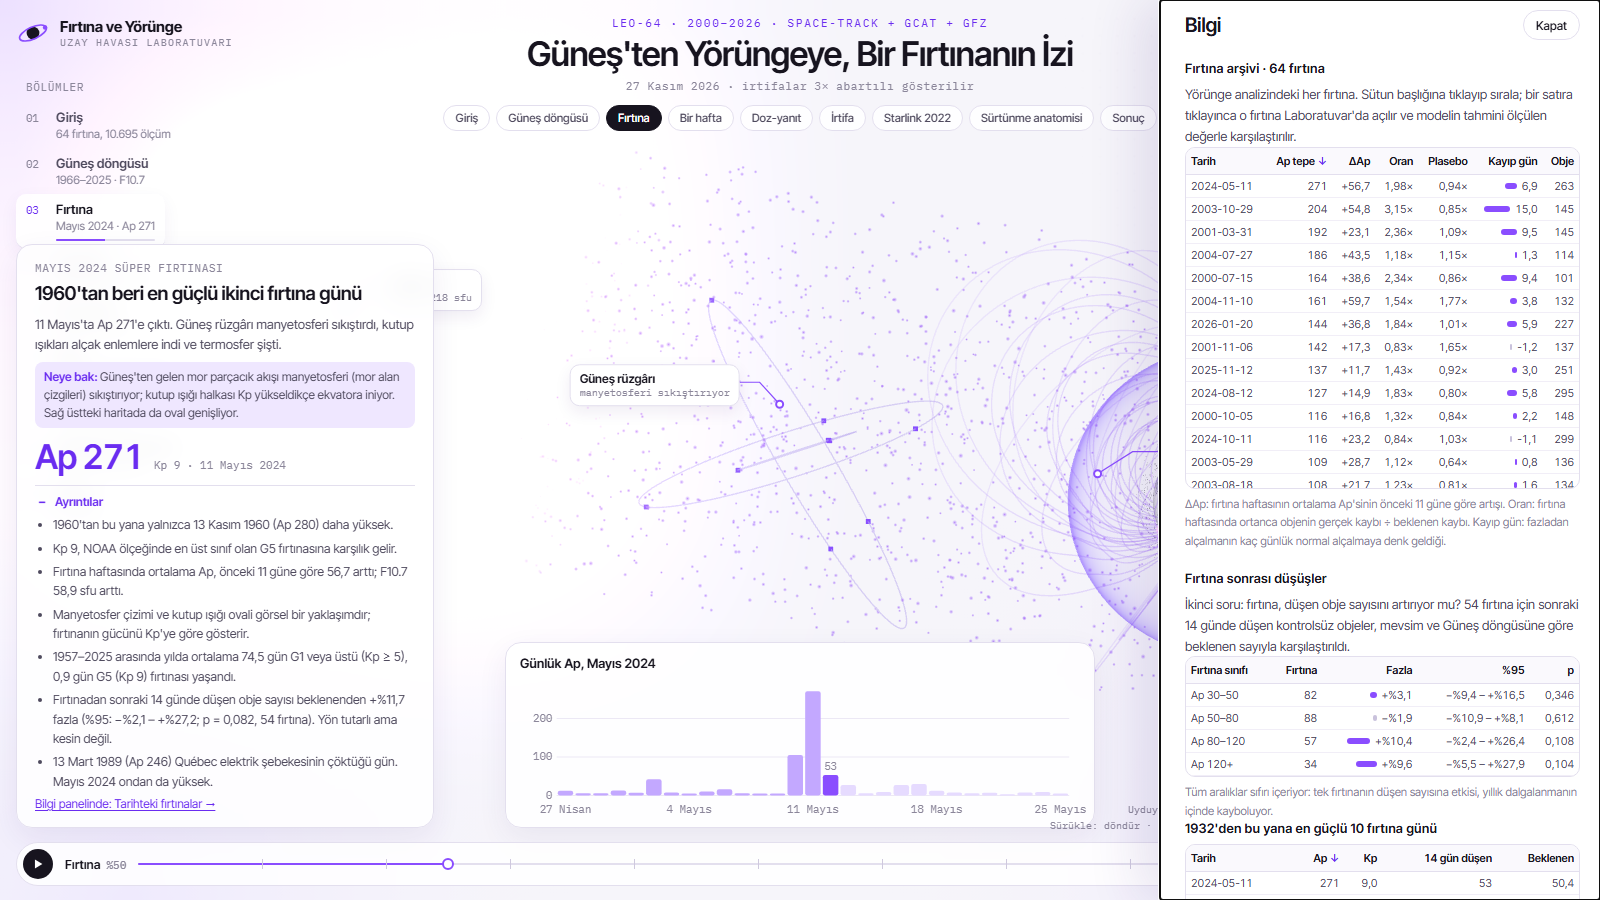 Fırtına ve Yörünge
UZAY HAVASI LABORATUVARI
BÖLÜMLER
01 Giriş
64 fırtına, 10.695 ölçüm
02 Güneş döngüsü
1966–2025 · F10.7
03 Fırtına
Mayıs 2024 · Ap 271
LEO-64 · 2000–2026 · SPACE-TRACK + GCAT + GFZ
Güneş'ten Yörüngeye, Bir Fırtınanın İzi
27 Kasım 2026 · irtifalar 3× abartılı gösterilir
Giriş
Güneş döngüsü
Fırtına
Bir hafta
Doz-yanıt
İrtifa
Starlink 2022
Sürtünme anatomisi
Sonuç
MAYIS 2024 SÜPER FIRTINASI
1960'tan beri en güçlü ikinci fırtına günü
11 Mayıs'ta Ap 271'e çıktı. Güneş rüzgârı manyetosferi sıkıştırdı, kutup
ışıkları alçak enlemlere indi ve termosfer şişti.
Neye bak: Güneş'ten gelen mor parçacık akışı manyetosferi (mor alan
çizgileri) sıkıştırıyor; kutup ışığı halkası Kp yükseldikçe ekvatora iniyor.
Sağ üstteki haritada da oval genişliyor.
Ap 271 Kp 9 · 11 Mayıs 2024
– Ayrıntılar
• 1960'tan bu yana yalnızca 13 Kasım 1960 (Ap 280) daha yüksek.
• Kp 9, NOAA ölçeğinde en üst sınıf olan G5 fırtınasına karşılık gelir.
• Fırtına haftasında ortalama Ap, önceki 11 güne göre 56,7 arttı; F10.7
58,9 sfu arttı.
• Manyetosfer çizimi ve kutup ışığı ovali görsel bir yaklaşımdır;
fırtınanın gücünü Kp'ye göre gösterir.
• 1957–2025 arasında yılda ortalama 74,5 gün G1 veya üstü (Kp ≥ 5),
0,9 gün G5 (Kp 9) fırtınası yaşandı.
• Fırtınadan sonraki 14 günde düşen obje sayısı beklenenden +%11,7
fazla (%95: −%2,1 – +%27,2; p = 0,082, 54 fırtına). Yön tutarlı ama
kesin değil.
• 13 Mart 1989 (Ap 246) Québec elektrik şebekesinin çöktüğü gün.
Mayıs 2024 ondan da yüksek.
Bilgi panelinde: Tarihteki fırtınalar →
218 sfu
Güneş rüzgârı
manyetosferi sıkıştırıyor
Günlük Ap, Mayıs 2024
200
100
0
53
27 Nisan
4 Mayıs
11 Mayıs
18 Mayıs
25 Mayıs
Sürükle: döndür ·
Fırtına %50
Bilgi
Kapat
Fırtına arşivi · 64 fırtına
Yörünge analizindeki her fırtına. Sütun başlığına tıklayıp sırala; bir satıra
tıklayınca o fırtına Laboratuvar'da açılır ve modelin tahmini ölçülen
değerle karşılaştırılır.
Tarih Ap tepe ↓ ΔAp Oran Plasebo Kayıp gün Obje
2024-05-11 271 +56,7 1,98× 0,94× 6,9 263
2003-10-29 204 +54,8 3,15× 0,85× 15,0 145
2001-03-31 192 +23,1 2,36× 1,09× 9,5 145
2004-07-27 186 +43,5 1,18× 1,15× 1,3 114
2000-07-15 164 +38,6 2,34× 0,86× 9,4 101
2004-11-10 161 +59,7 1,54× 1,77× 3,8 132
2026-01-20 144 +36,8 1,84× 1,01× 5,9 227
2001-11-06 142 +17,3 0,83× 1,65× -1,2 137
2025-11-12 137 +11,7 1,43× 0,92× 3,0 251
2024-08-12 127 +14,9 1,83× 0,80× 5,8 295
2000-10-05 116 +16,8 1,32× 0,84× 2,2 148
2024-10-11 116 +23,2 0,84× 1,03× -1,1 299
2003-05-29 109 +28,7 1,12× 0,64× 0,8 136
2003-08-18 108 +21,7 1,23× 0,81× 1,6 134
ΔAp: fırtına haftasının ortalama Ap'sinin önceki 11 güne göre artışı. Oran: fırtına
haftasında ortanca objenin gerçek kaybı ÷ beklenen kaybı. Kayıp gün: fazladan
alçalmanın kaç günlük normal alçalmaya denk geldiği.
Fırtına sonrası düşüşler
İkinci soru: fırtına, düşen obje sayısını artırıyor mu? 54 fırtına için sonraki
14 günde düşen kontrolsüz objeler, mevsim ve Güneş döngüsüne göre
beklenen sayıyla karşılaştırıldı.
Fırtına sınıfı Fırtına Fazla %95 p
Ap 30–50 82 +%3,1 −%9,4 – +%16,5 0,346
Ap 50–80 88 −%1,9 −%10,9 – +%8,1 0,612
Ap 80–120 57 +%10,4 −%2,4 – +%26,4 0,108
Ap 120+ 34 +%9,6 −%5,5 – +%27,9 0,104
Tüm aralıklar sıfırı içeriyor: tek fırtınanın düşen sayısına etkisi, yıllık dalgalanmanın
içinde kayboluyor.
1932'den bu yana en güçlü 10 fırtına günü
Tarih Ap ↓ Kp 14 gün düşen Beklenen
2024-05-11 271 9,0 53 50,4